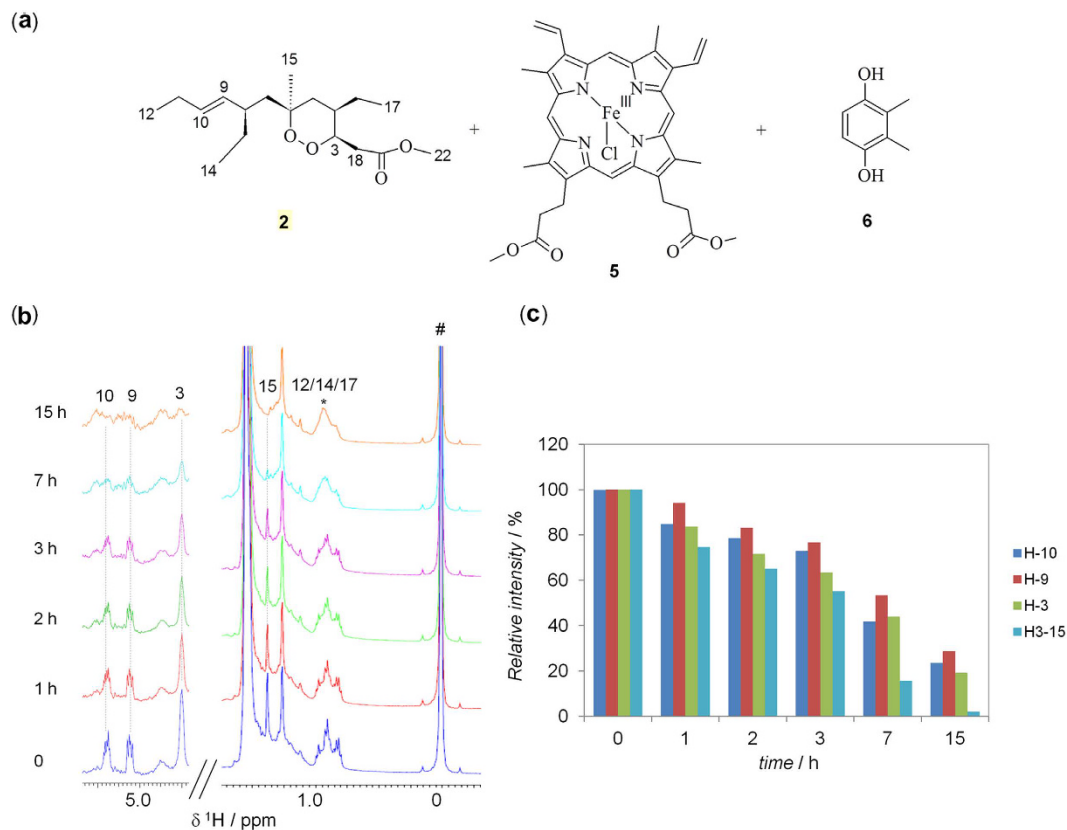 (a)
15
9
17
12
10
O
O
3
18
O
O
22
14
2
+
N
N
III
Fe
N
N
Cl
O
O
O
O
5
+
OH
OH
6
(b)
#
10
9
3
15
12/14/17
*
15 h
7 h
3 h
2 h
1 h
0
5.0
1.0
0
δ ¹H / ppm
(c)
120
100
80
60
40
20
0
Relative intensity / %
0
1
2
3
7
15
time / h
H-10
H-9
H-3
H3-15